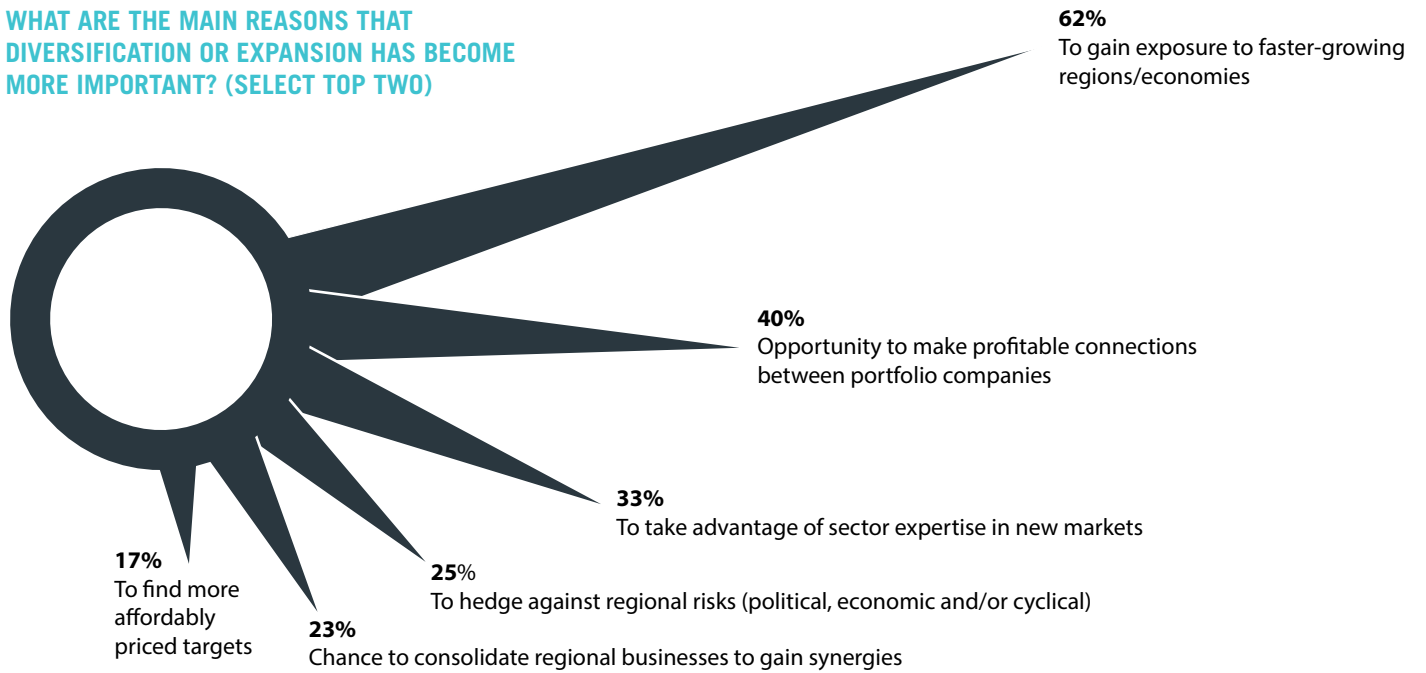 WHAT ARE THE MAIN REASONS THAT
DIVERSIFICATION OR EXPANSION HAS BECOME
MORE IMPORTANT? (SELECT TOP TWO)
62%
To gain exposure to faster-growing
regions/economies
40%
Opportunity to make profitable connections
between portfolio companies
33%
To take advantage of sector expertise in new markets
25%
To hedge against regional risks (political, economic and/or cyclical)
23%
Chance to consolidate regional businesses to gain synergies
17%
To find more
affordably
priced targets